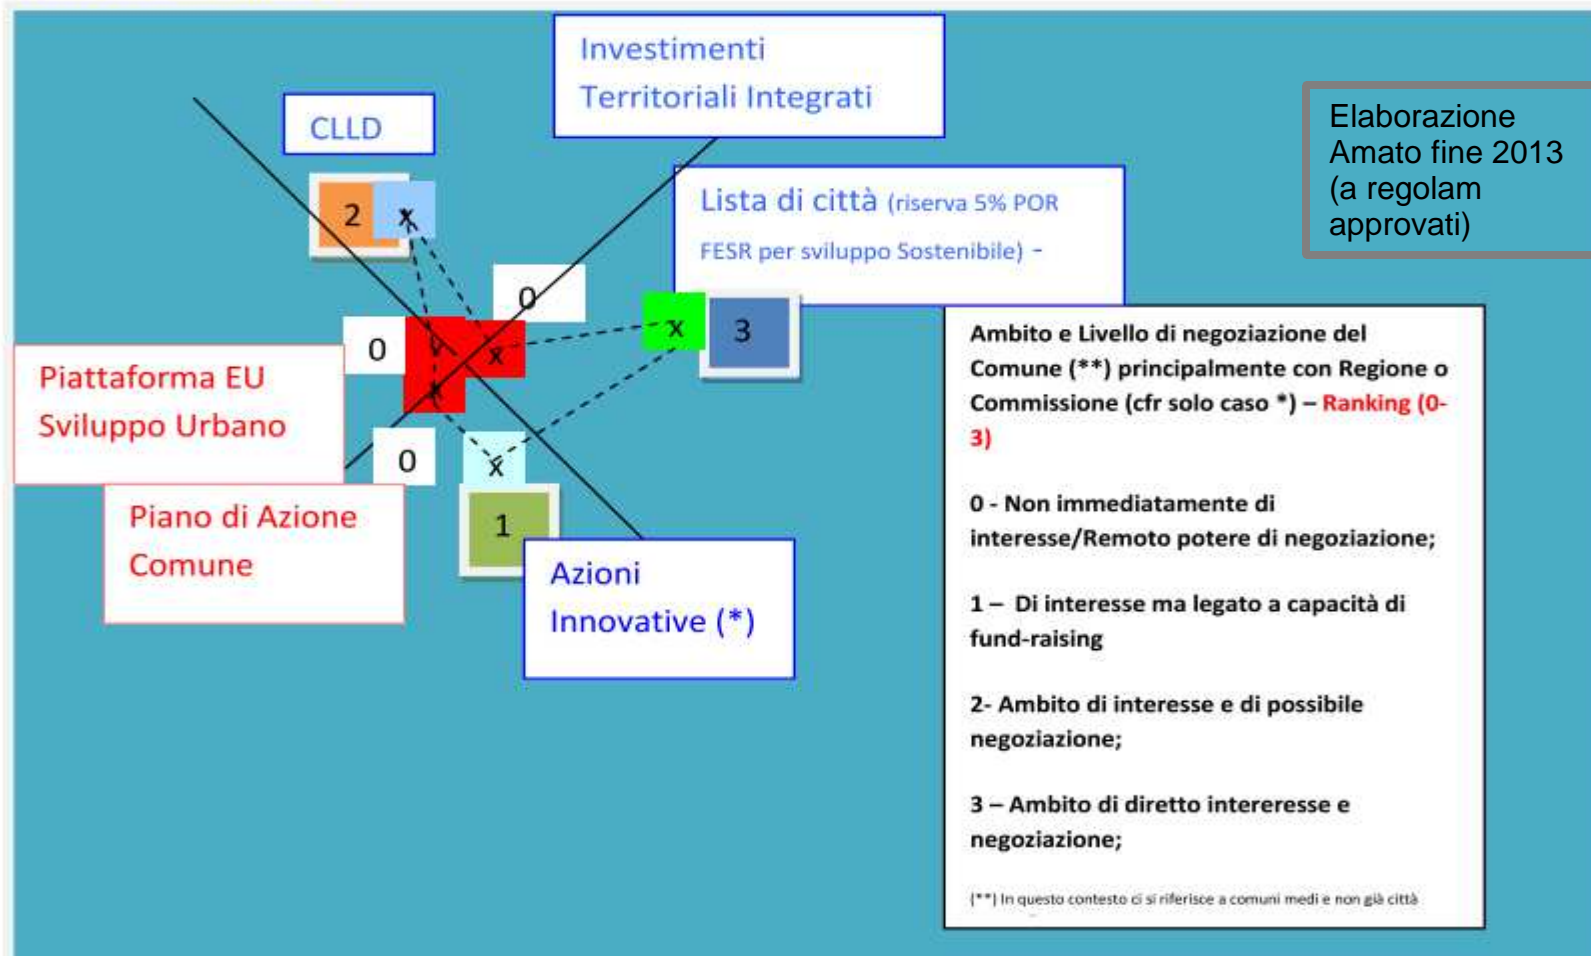 Investimenti
Territoriali Integrati
CLLD
Elaborazione
Amato fine 2013
(a regolam
approvati)
2
x
Lista di città (riserva 5% POR
FESR per sviluppo Sostenibile) -
0
x
3
0
x
Piattaforma EU
Sviluppo Urbano
0
x
1
Piano di Azione
Comune
Azioni
Innovative (*)
Ambito e Livello di negoziazione del
Comune (**) principalmente con Regione o
Commissione (cfr solo caso *) – Ranking (0-
3)
0 - Non immediatamente di
interesse/Remoto potere di negoziazione;
1 – Di interesse ma legato a capacità di
fund-raising
2- Ambito di interesse e di possibile
negoziazione;
3 – Ambito di diretto intereresse e
negoziazione;
(**) In questo contesto ci si riferisce a comuni medi e non già città